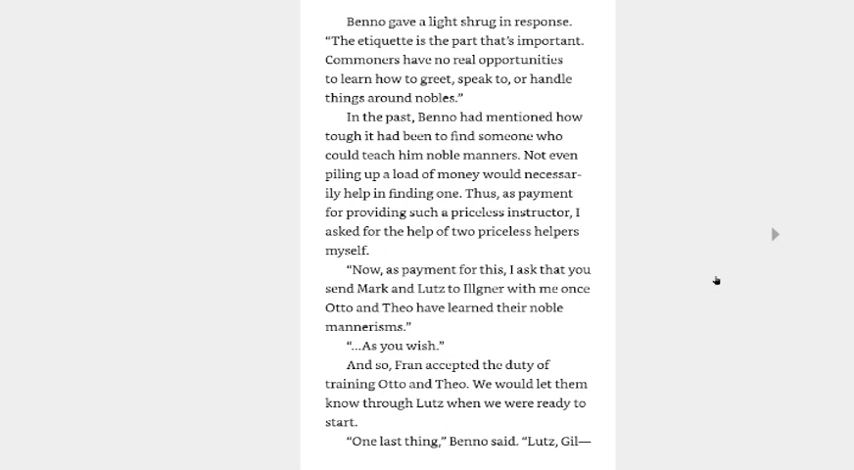 Benno gave a light shrug in response.
“The etiquette is the part that’s important.
Commoners have no real opportunities
to learn how to greet, speak to, or handle
things around nobles.”
In the past, Benno had mentioned how
tough it had been to find someone who
could teach him noble manners. Not even
piling up a load of money would necessar-
ily help in finding one. Thus, as payment
for providing such a priceless instructor, I
asked for the help of two priceless helpers
myself.
“Now, as payment for this, I ask that you
send Mark and Lutz to Illgner with me once
Otto and Theo have learned their noble
mannerisms.”
“...As you wish.”
And so, Fran accepted the duty of
training Otto and Theo. We would let them
know through Lutz when we were ready to
start.
“One last thing,” Benno said. “Lutz, Gil—